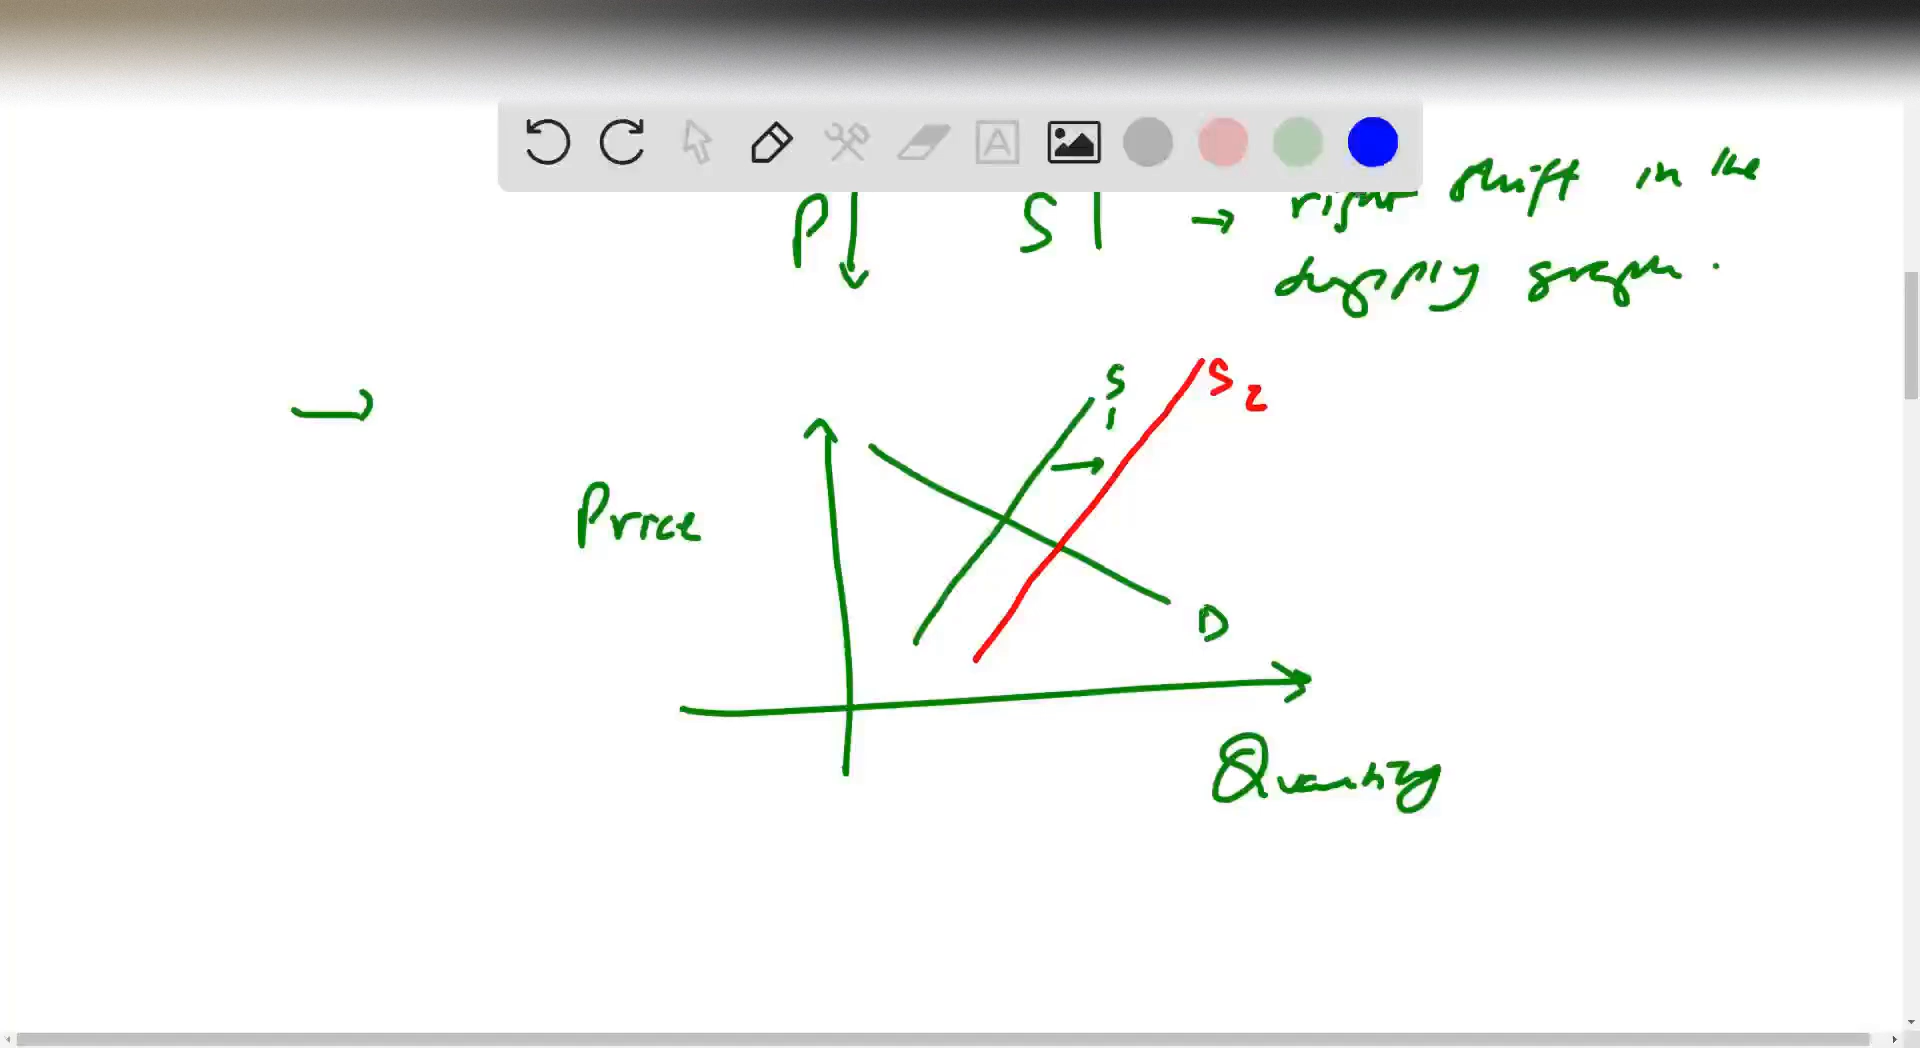 P↓ S | → right shift in the
supply graph.
S1
S2
Price
D
Quantity
A